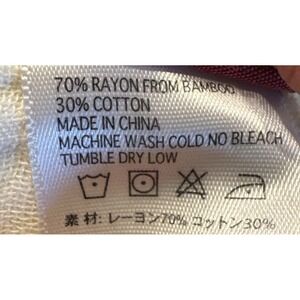 70% RAYON FROM BAMBOO
30% COTTON
MADE IN CHINA
MACHINE WASH COLD NO BLEACH
TUMBLE DRY LOW
素材: レーヨン70% コットン30%